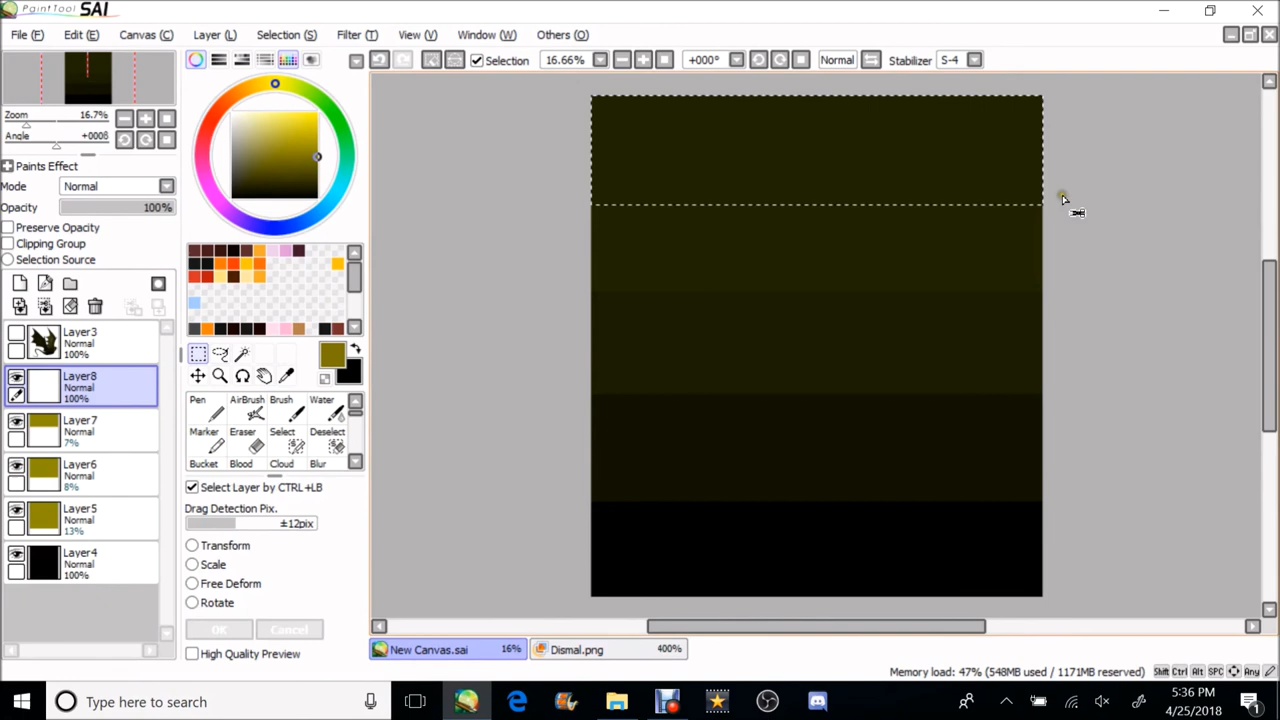 PaintTool SAI
File (F) Edit (E) Canvas (C) Layer (L) Selection (S) Filter (T) View (V) Window (W) Others (O)
Selection 16.66% +000° Normal Stabilizer S-4
Zoom 16.7%
Angle +000ß
Paints Effect
Mode Normal
Opacity 100%
Preserve Opacity
Clipping Group
Selection Source
Layer3
Normal
100%
Layer8
Normal
100%
Layer7
Normal
7%
Layer6
Normal
8%
Layer5
Normal
13%
Layer4
Normal
100%
Pen AirBrush Brush Water
Marker Eraser Select Deselect
Bucket Blood Cloud Blur
Select Layer by CTRL+LB
Drag Detection Pix.
±12pix
Transform
Scale
Free Deform
Rotate
OK Cancel
High Quality Preview
New Canvas.sai 16% Dismal.png 400%
Memory load: 47% (548MB used / 1171MB reserved) Shift Ctrl Alt SPC Any
Type here to search
5:36 PM
4/25/2018
1